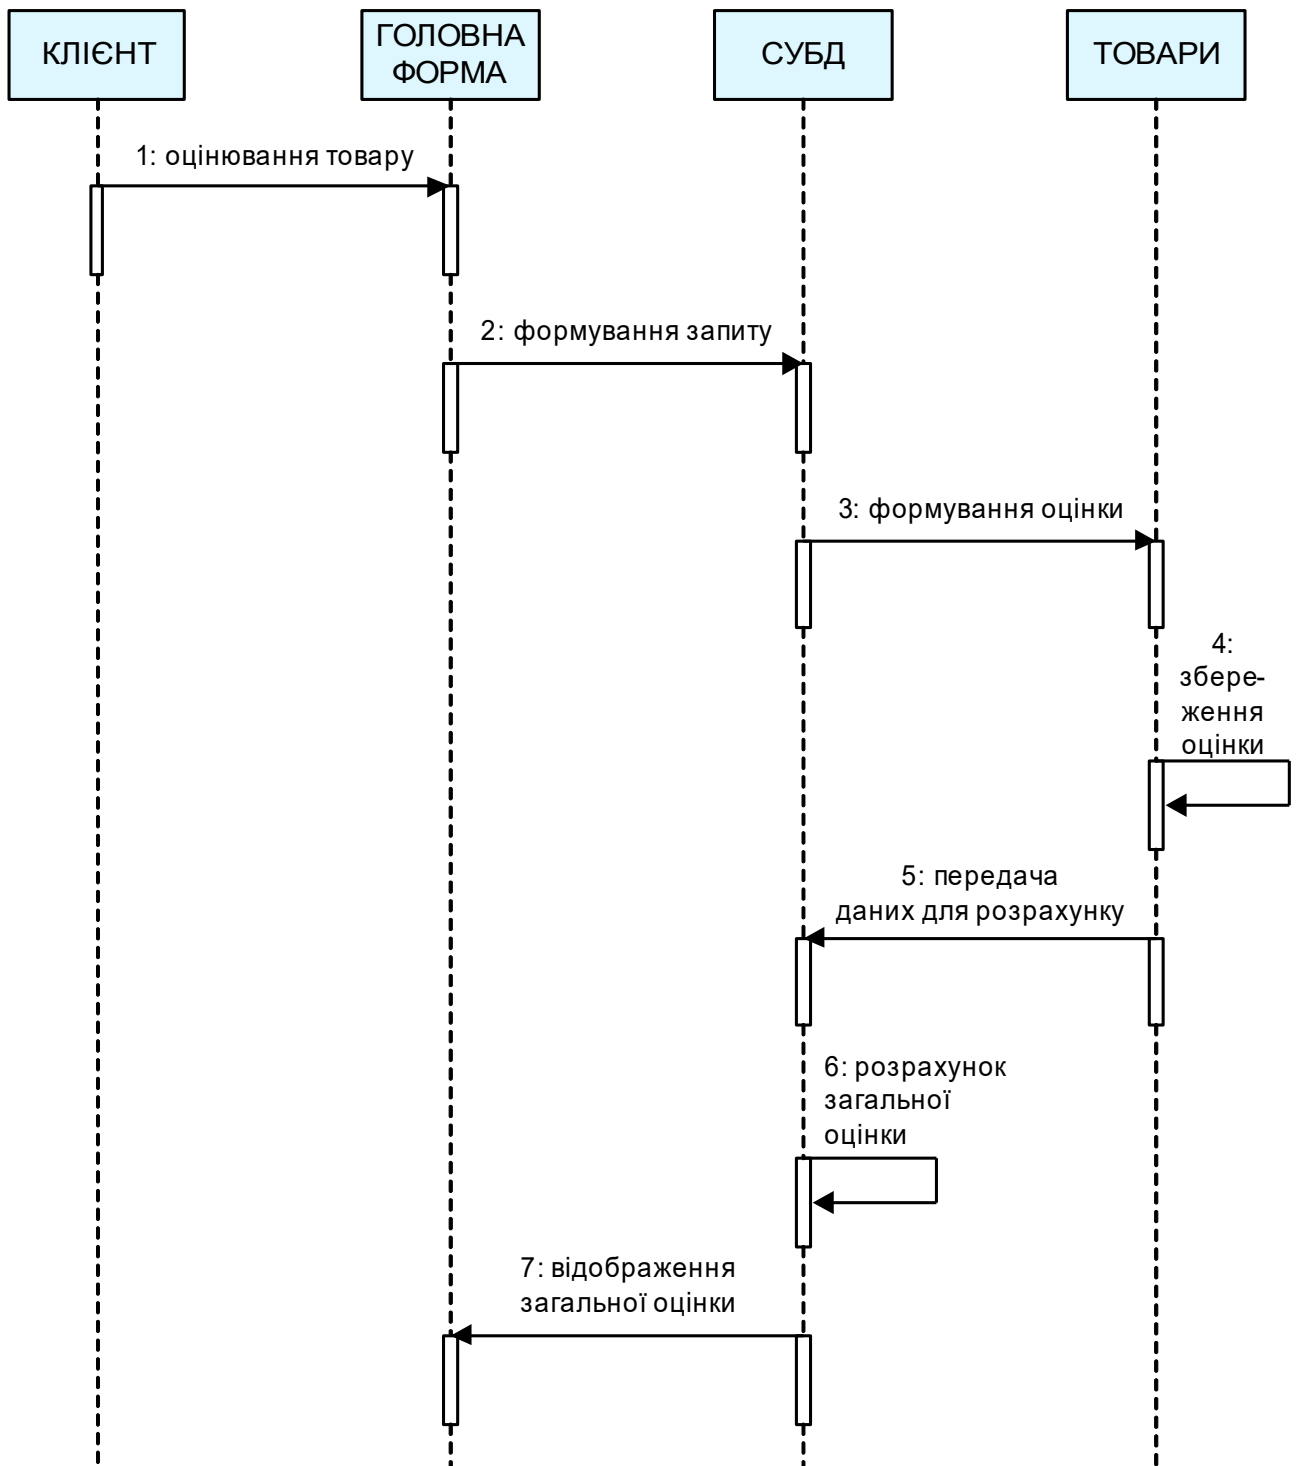 КЛІЄНТ
ГОЛОВНА
ФОРМА
СУБД
ТОВАРИ
1: оцінювання товару
2: формування запиту
3: формування оцінки
4:
збере-
ження
оцінки
5: передача
даних для розрахунку
6: розрахунок
загальної
оцінки
7: відображення
загальної оцінки